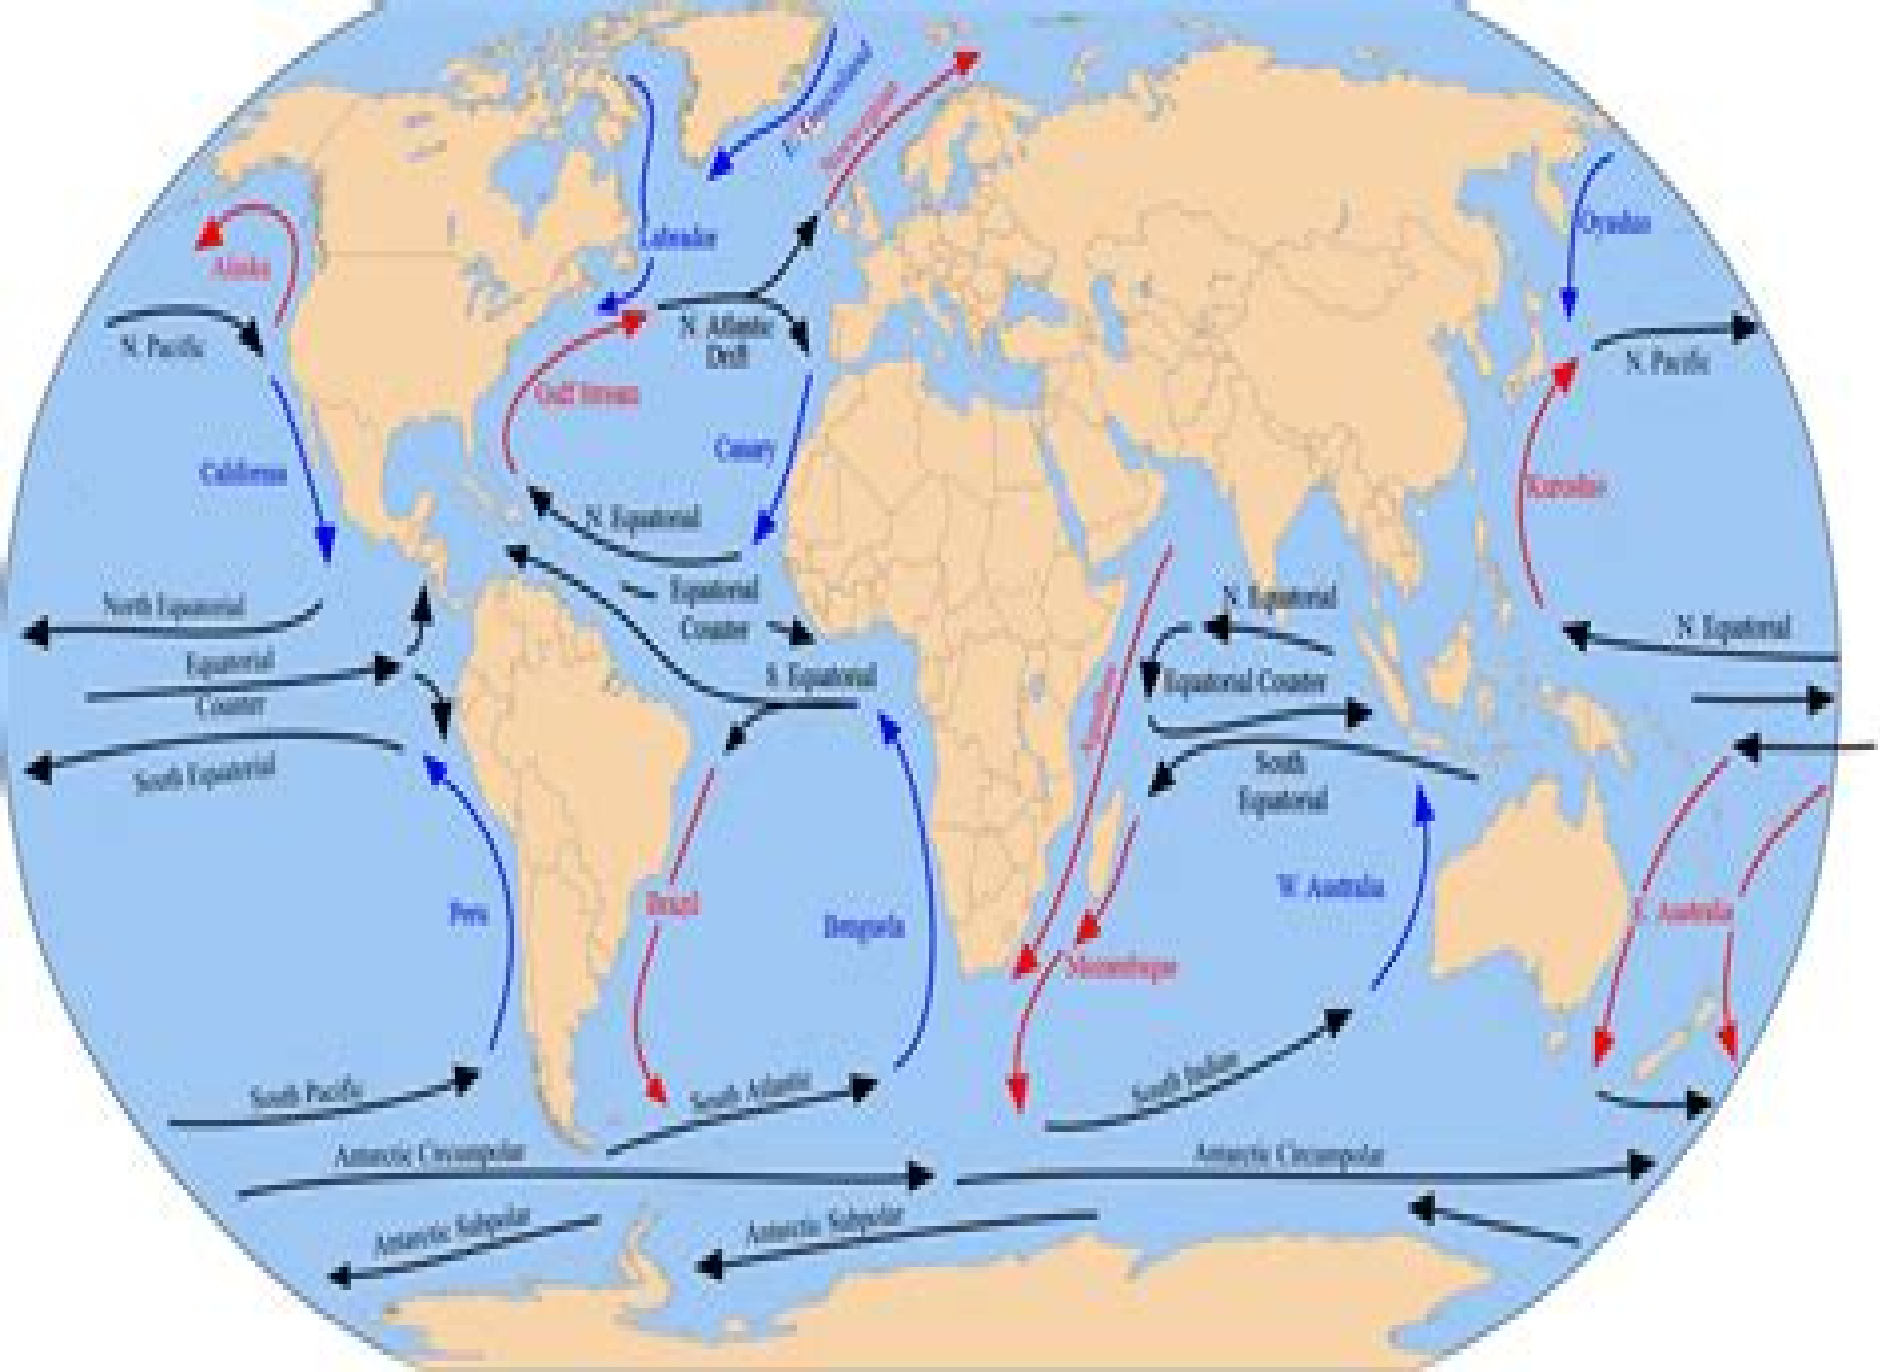 E. Greenland
Norwegian
Labrador
Oyashio
Alaska
N. Pacific
N. Atlantic
Drift
N. Pacific
Gulf Stream
Canary
California
Kuroshio
N. Equatorial
Equatorial
Counter
North Equatorial
N. Equatorial
N. Equatorial
Equatorial
Counter
S. Equatorial
Equatorial Counter
South Equatorial
South
Equatorial
Peru
Brazil
Benguela
W. Australia
E. Australia
Mozambique
South Pacific
South Atlantic
South Indian
Antarctic Circumpolar
Antarctic Circumpolar
Antarctic Subpolar
Antarctic Subpolar